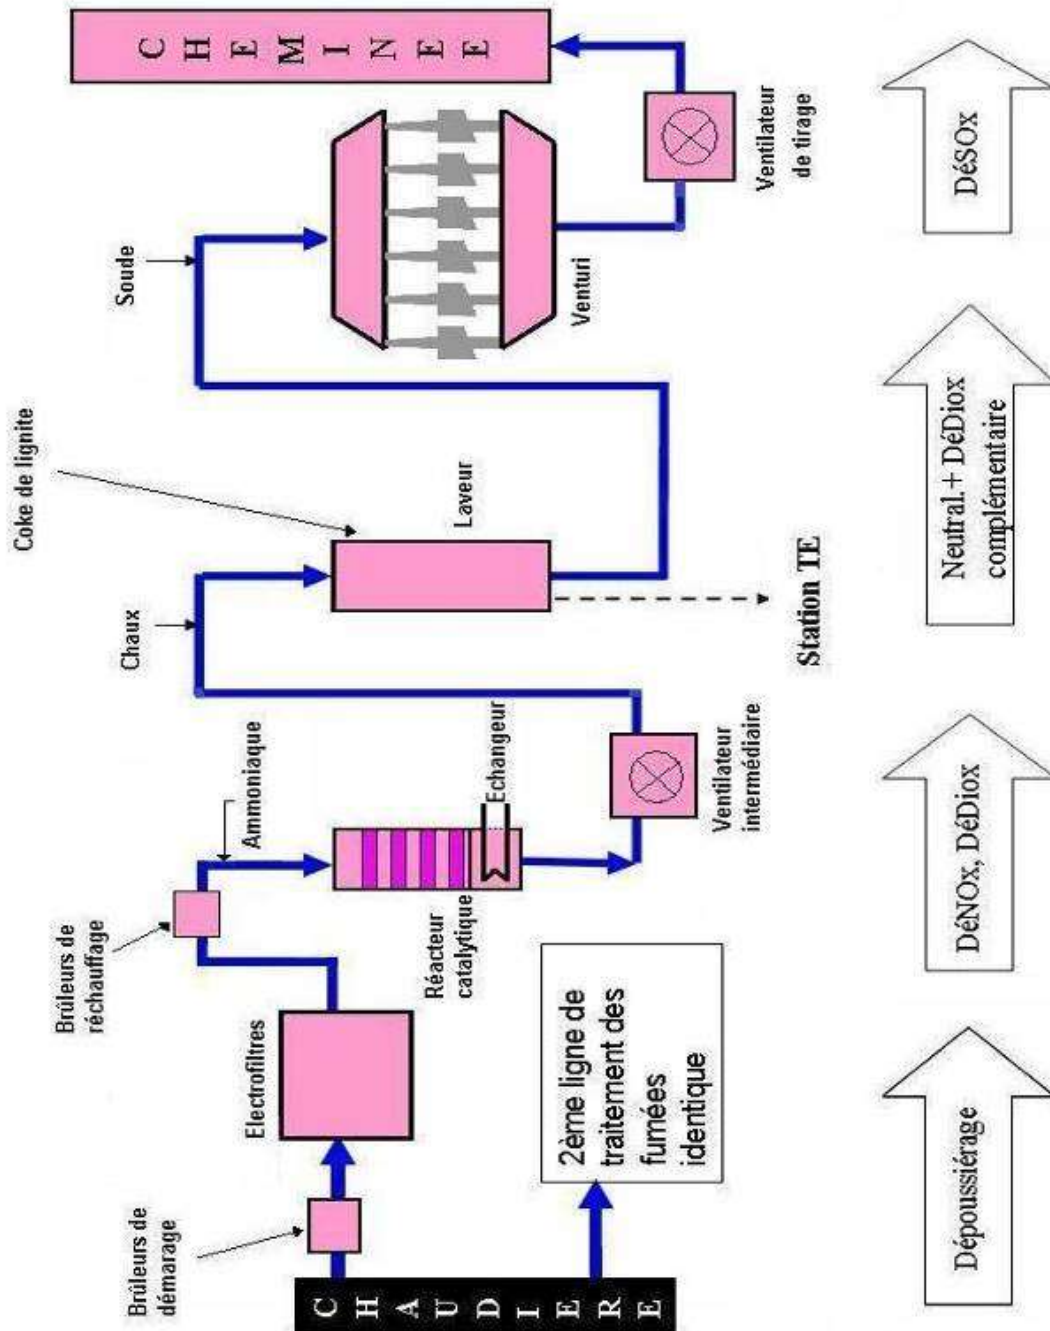 CHAUDIERE
Brûleurs de
démarage
Electrofiltres
Brûleurs de
réchauffage
Ammoniaque
Réacteur
catalytique
Echangeur
2ème ligne de
traitement des
fumées
identique
Ventilateur
intermédiaire
Chaux
Coke de lignite
Laveur
Station TE
Soude
Venturi
Ventilateur
de tirage
CHEMINEE
Dépoussiérage
DéNOx, DéDiox
Neutral.+ DéDiox
complémentaire
DéSOx